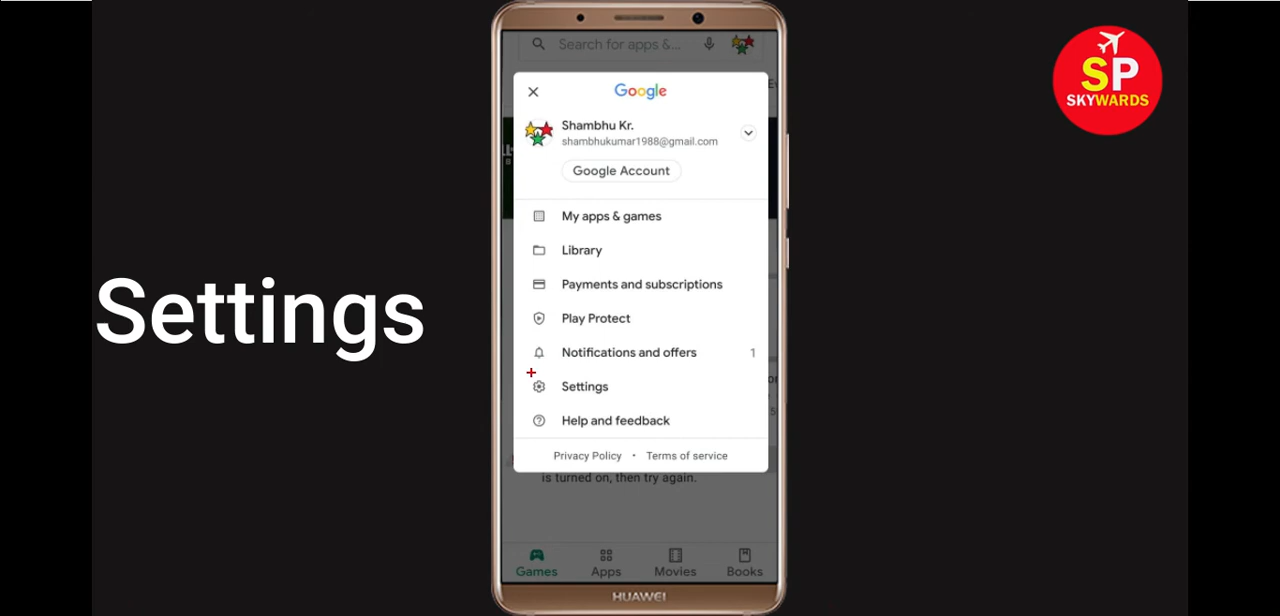 Search for apps &...
SP
SKYWARDS
Google
Shambhu Kr.
shambhukumar1988@gmail.com
Google Account
My apps & games
Library
Payments and subscriptions
Play Protect
Notifications and offers 1
Settings
Settings
Help and feedback
Privacy Policy • Terms of service
is turned on, then try again.
Games Apps Movies Books
HUAWEI